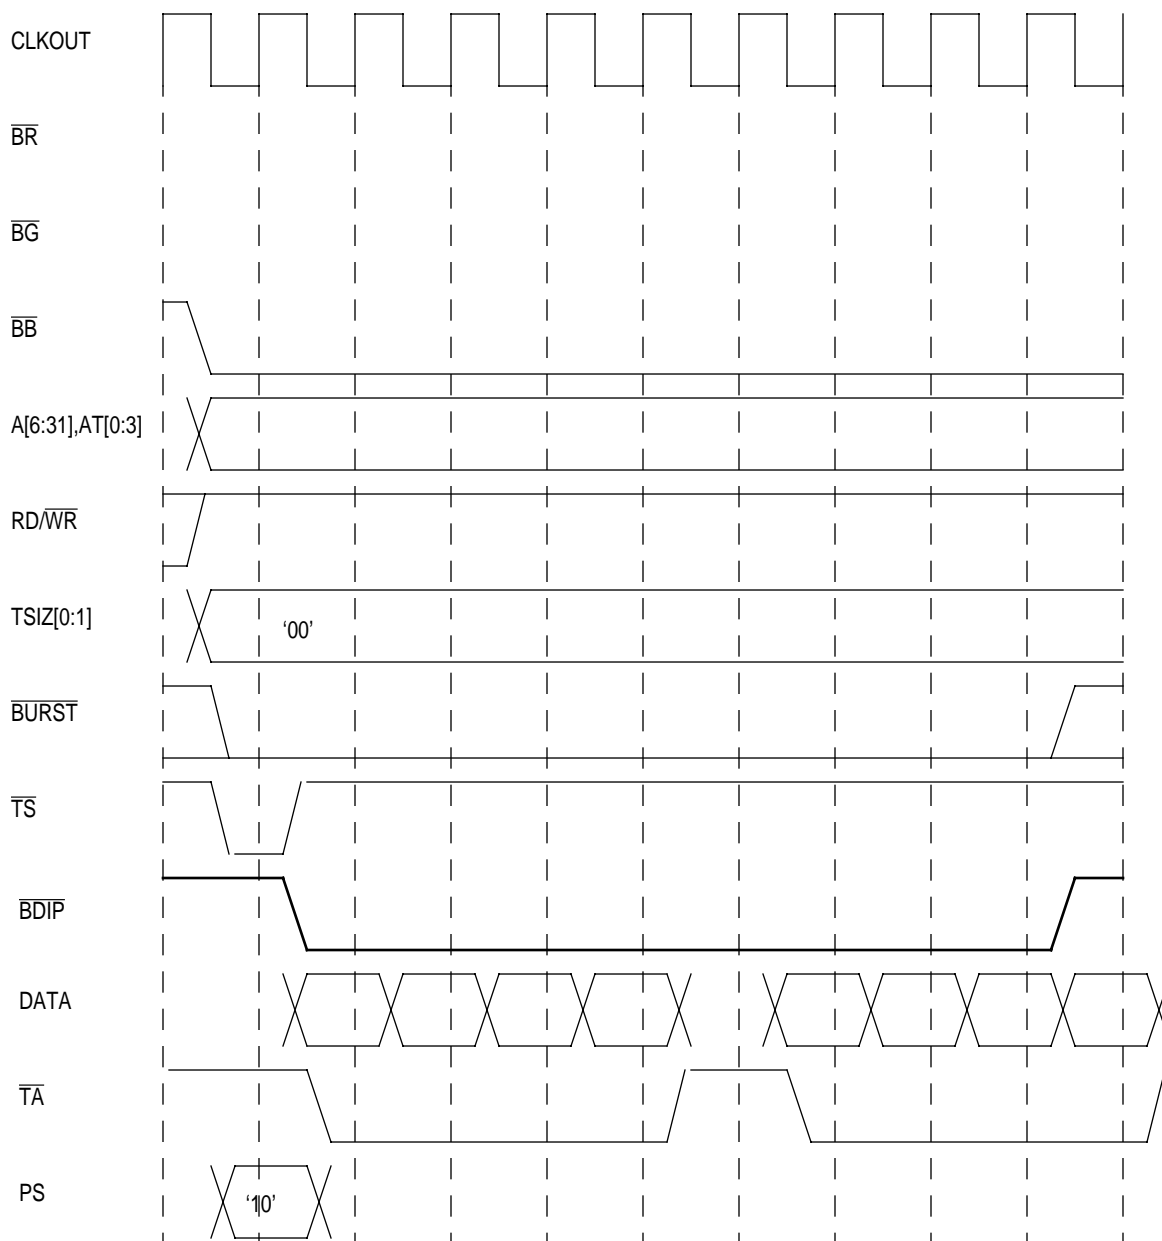 CLKOUT
BR
BG
BB
A[6:31],AT[0:3]
RD/WR
TSIZ[0:1]
‘00’
BURST
TS
BDIP
DATA
TA
PS
‘10’